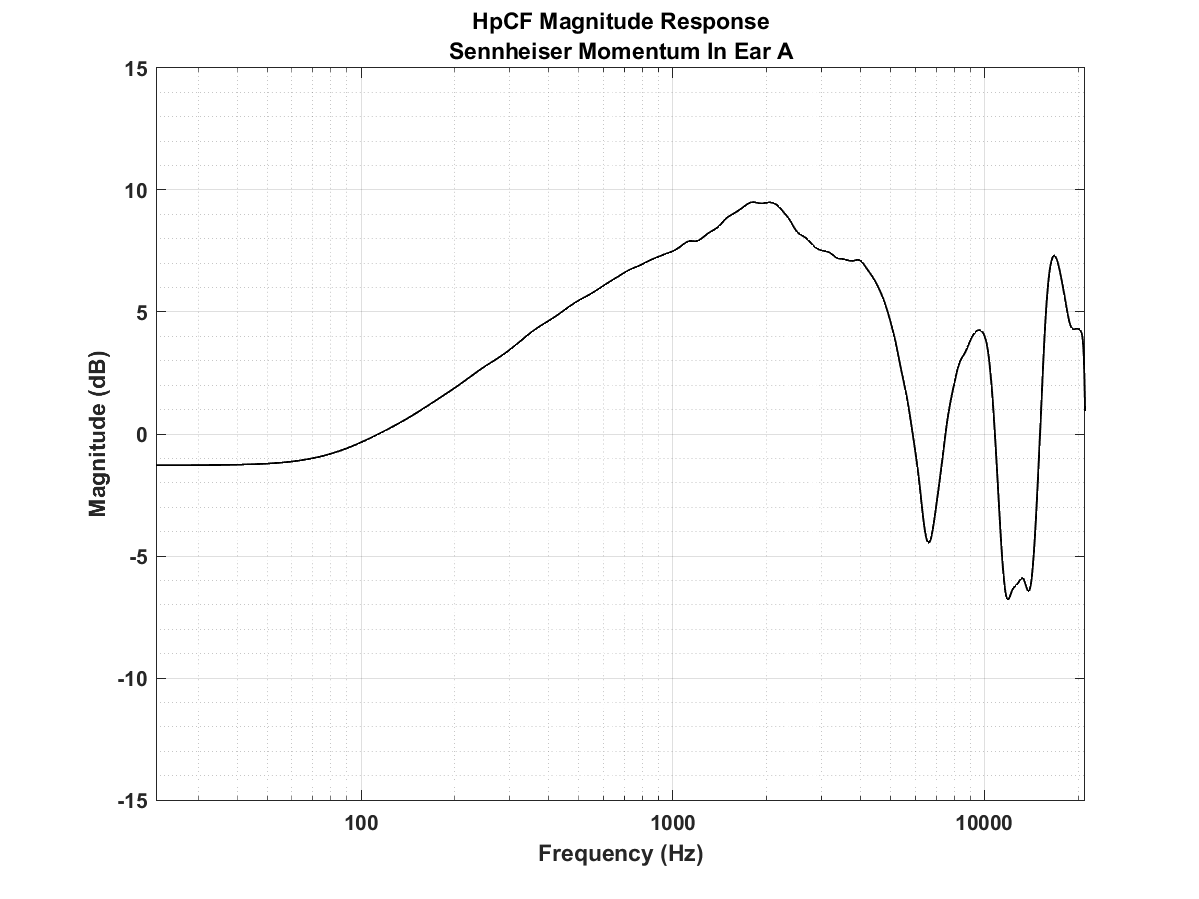 HpCF Magnitude Response
Sennheiser Momentum In Ear A
15
10
5
0
-5
-10
-15
Magnitude (dB)
100
1000
10000
Frequency (Hz)